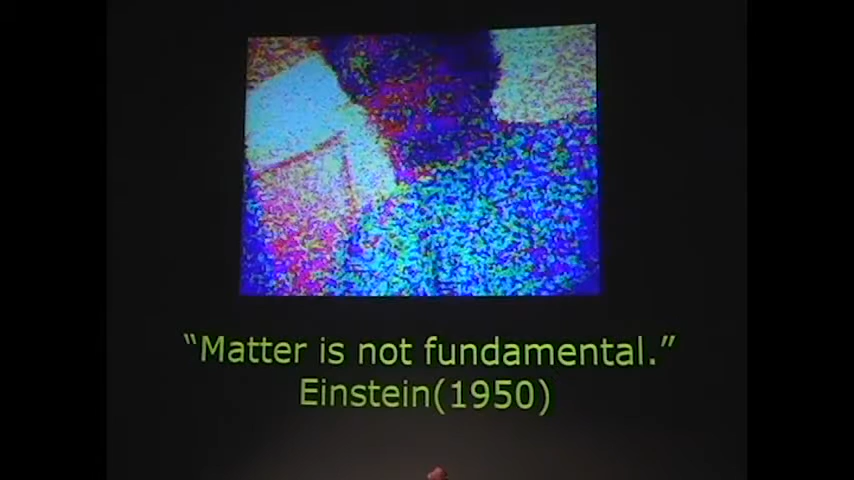 “Matter is not fundamental.”
Einstein(1950)